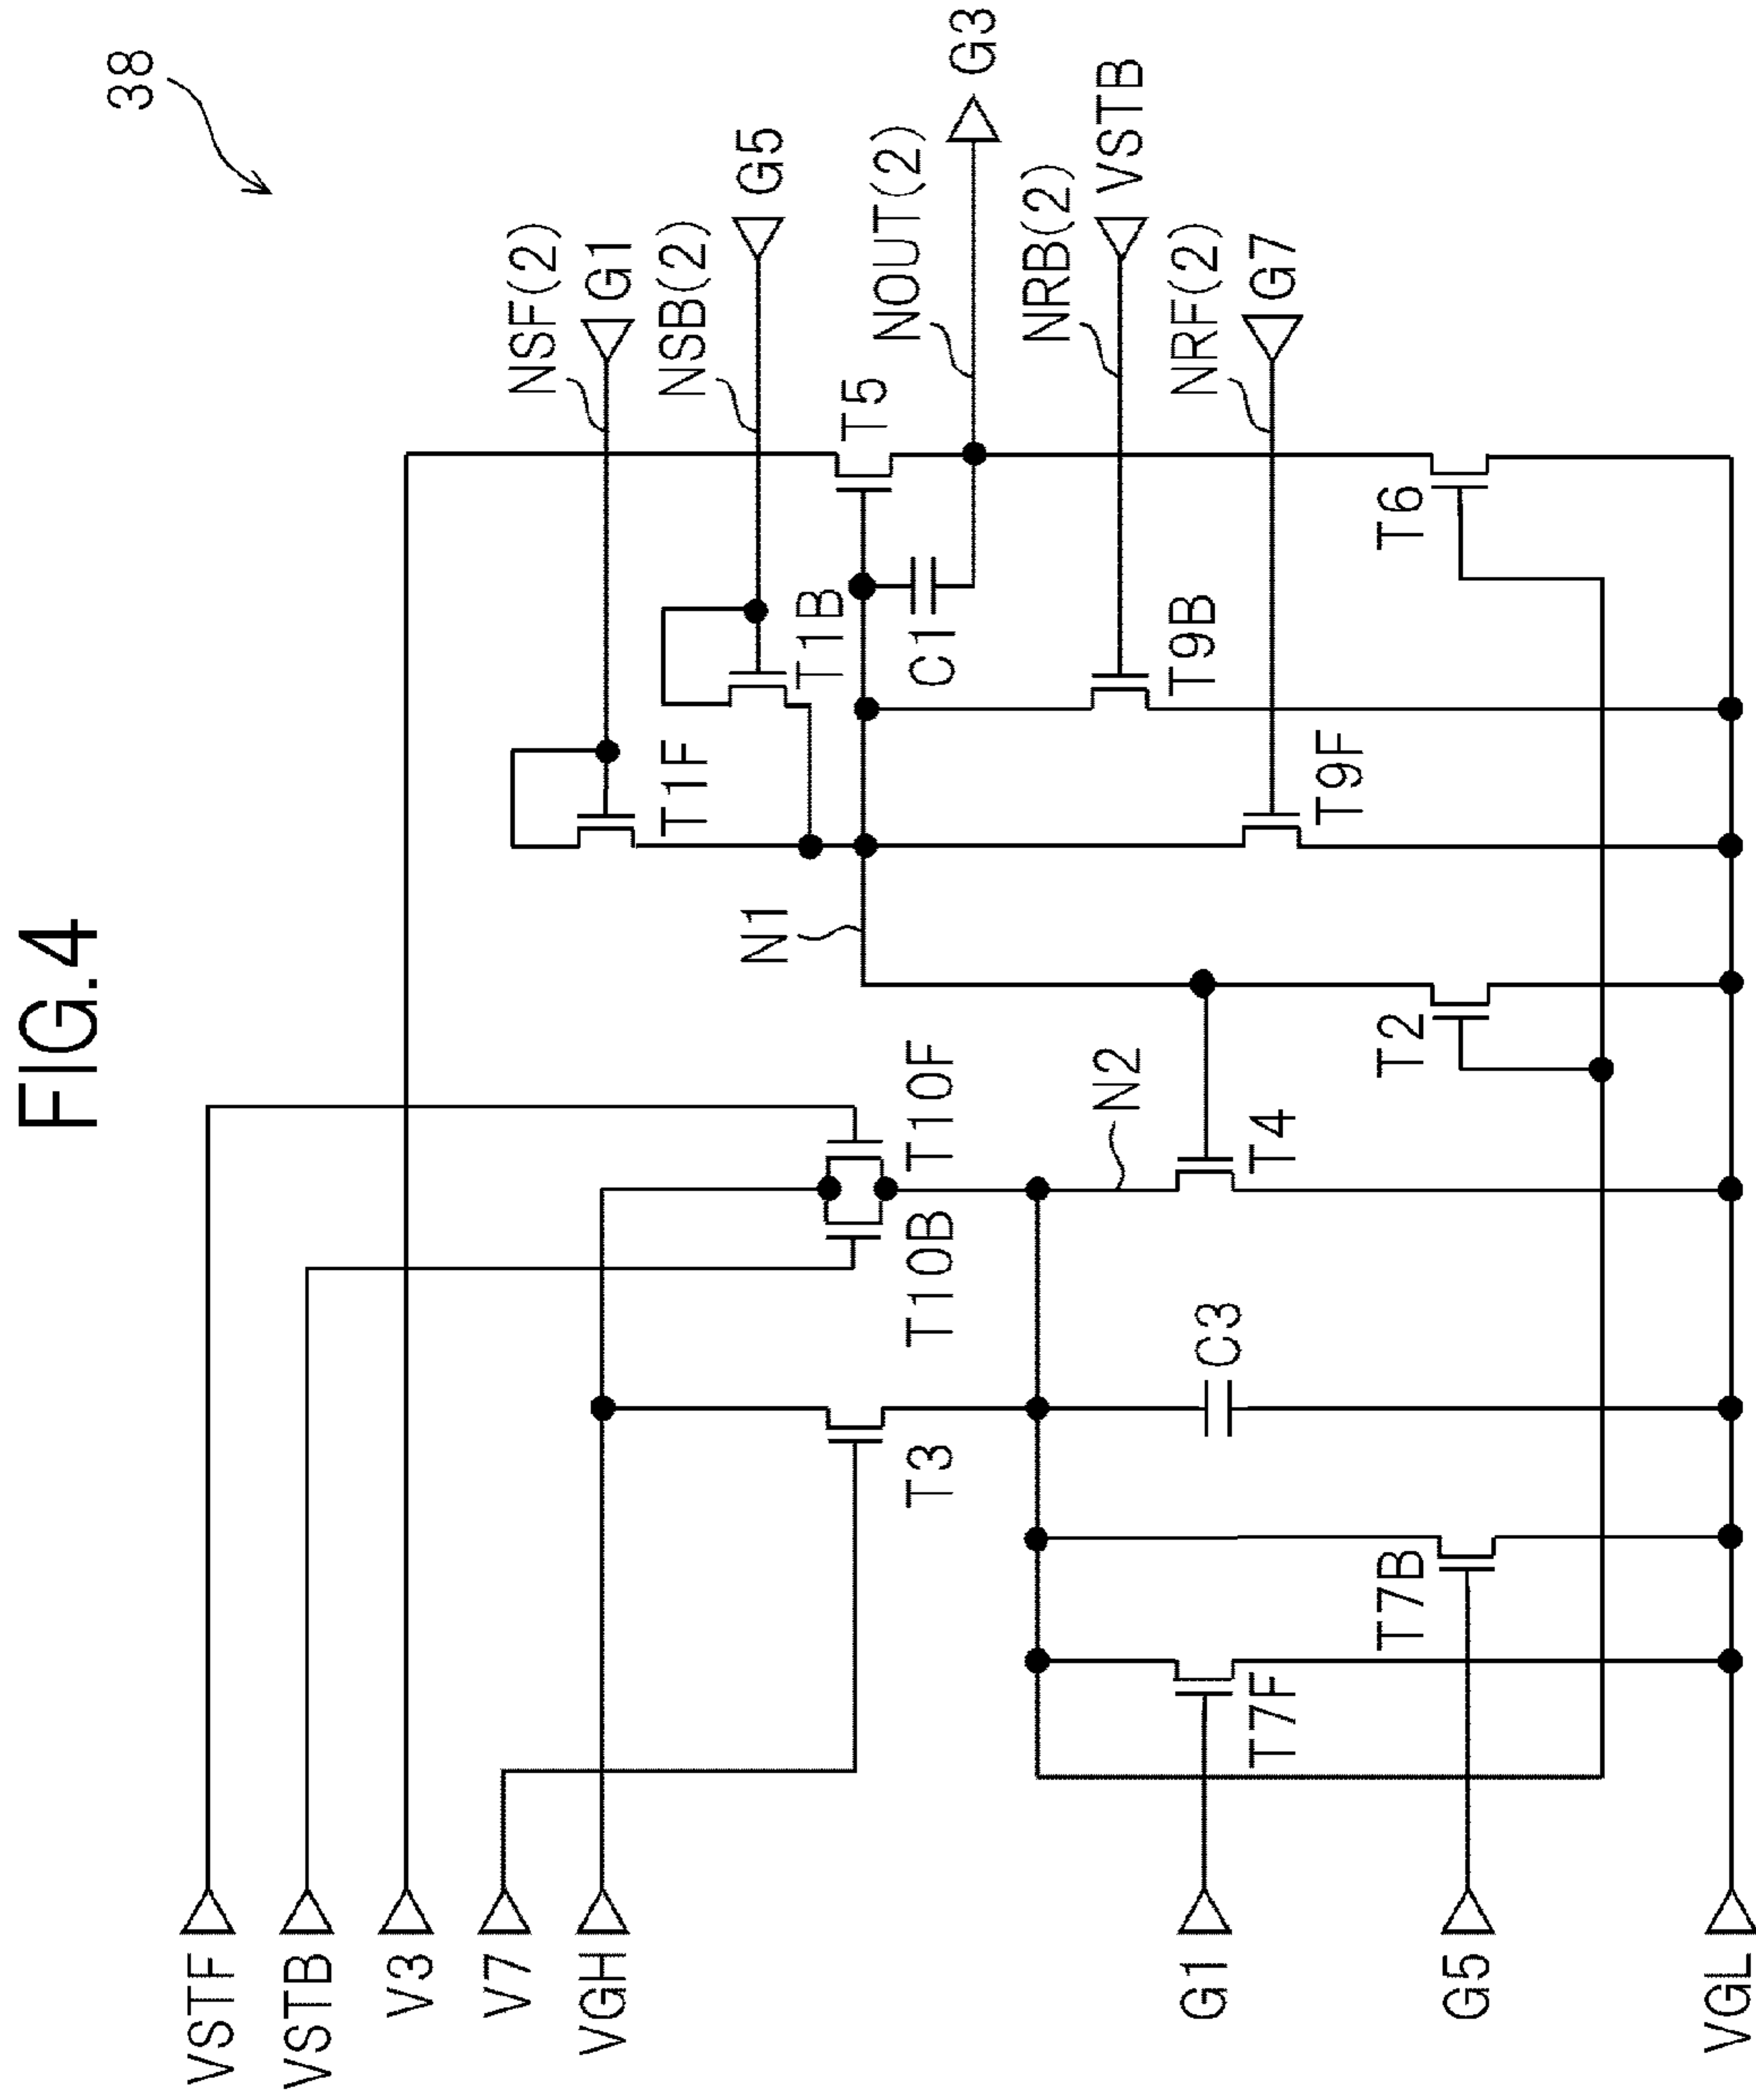 FIG.4
38
VSTF
VSTB
V3
V7
VGH
G1
G5
VGL
T10F
T10B
T3
N2
C3
T4
T7B
T7F
N1
T2
NSF(2)
G1
NSB(2)
G5
T1F
T1B
T5
C1
NOUT(2)
G3
NRB(2)
VSTB
NRF(2)
G7
T9B
T9F
T6